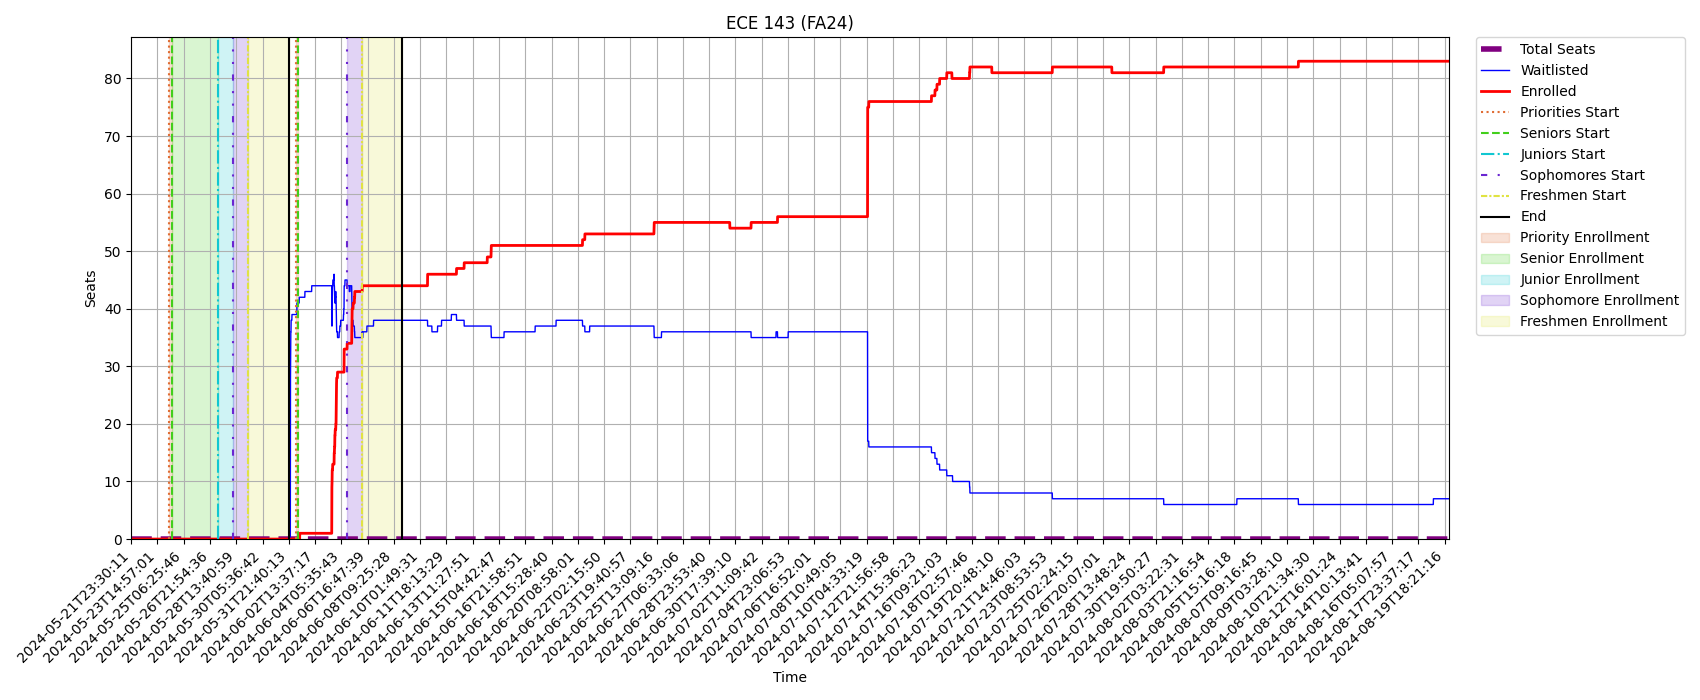 ECE 143 (FA24)
Total Seats
Waitlisted
Enrolled
Priorities Start
Seniors Start
Juniors Start
Sophomores Start
Freshmen Start
End
Priority Enrollment
Senior Enrollment
Junior Enrollment
Sophomore Enrollment
Freshmen Enrollment
Seats
80
70
60
50
40
30
20
10
0
2024-05-21T23:30:11
2024-05-23T14:57:01
2024-05-25T06:25:46
2024-05-26T21:54:36
2024-05-28T13:40:59
2024-05-30T05:36:42
2024-05-31T21:40:13
2024-06-02T13:37:17
2024-06-04T05:35:43
2024-06-06T16:47:39
2024-06-08T09:25:28
2024-06-10T01:49:31
2024-06-11T18:13:29
2024-06-13T11:27:51
2024-06-15T04:42:47
2024-06-16T21:58:51
2024-06-18T15:28:40
2024-06-20T08:58:01
2024-06-22T02:15:50
2024-06-23T19:40:57
2024-06-25T13:09:16
2024-06-27T06:33:06
2024-06-28T23:53:40
2024-06-30T17:39:10
2024-07-02T11:09:42
2024-07-04T23:06:53
2024-07-06T16:52:01
2024-07-08T10:49:05
2024-07-10T04:33:19
2024-07-12T21:56:58
2024-07-14T15:36:23
2024-07-16T09:21:03
2024-07-18T02:57:46
2024-07-19T20:48:10
2024-07-21T14:46:03
2024-07-23T08:53:53
2024-07-25T02:24:15
2024-07-26T20:07:01
2024-07-28T13:48:24
2024-07-30T19:50:27
2024-08-02T03:22:31
2024-08-03T21:16:54
2024-08-05T15:16:18
2024-08-07T09:16:45
2024-08-09T03:28:10
2024-08-10T21:34:30
2024-08-12T16:01:24
2024-08-14T10:13:41
2024-08-16T05:07:57
2024-08-17T23:37:17
2024-08-19T18:21:16
Time